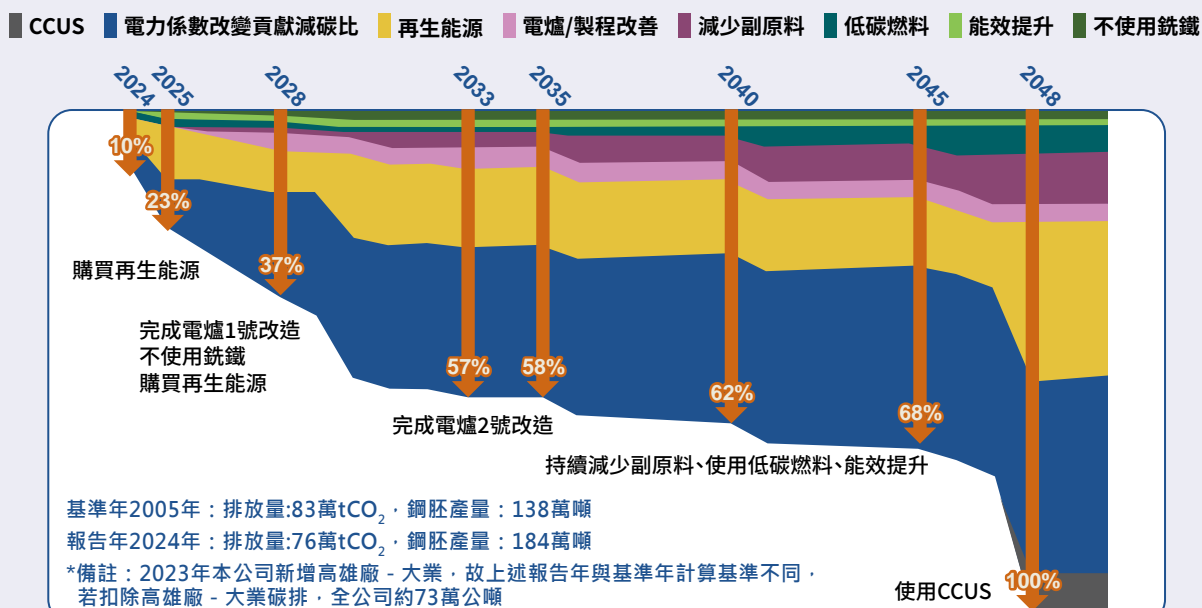 CCUS 電力係數改變貢獻減碳比 再生能源 電爐/製程改善 減少副原料 低碳燃料 能效提升 不使用銑鐵
2024 2025 2028 2033 2035 2040 2045 2048
10%
23%
37%
57%
58%
62%
68%
100%
購買再生能源
完成電爐1號改造
不使用銑鐵
購買再生能源
完成電爐2號改造
持續減少副原料、使用低碳燃料、能效提升
使用CCUS
基準年2005年：排放量:83萬tCO₂，鋼胚產量：138萬噸
報告年2024年：排放量:76萬tCO₂，鋼胚產量：184萬噸
*備註：2023年本公司新增高雄廠－大業，故上述報告年與基準年計算基準不同，
若扣除高雄廠－大業碳排，全公司約73萬公噸